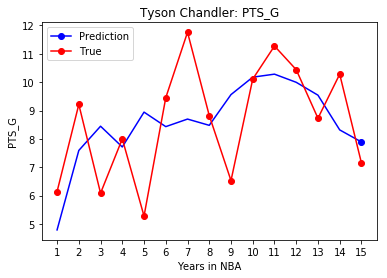 Tyson Chandler: PTS_G
Prediction
True
12
11
10
9
8
7
6
5
PTS_G
1 2 3 4 5 6 7 8 9 10 11 12 13 14 15
Years in NBA